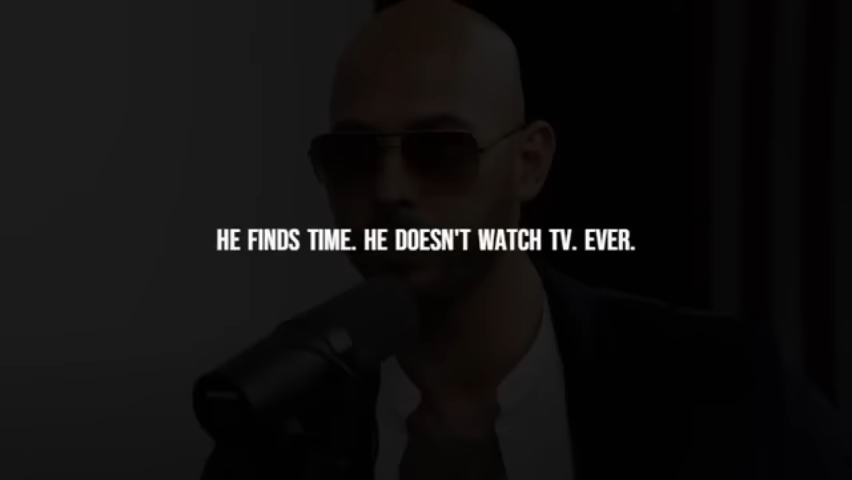 HE FINDS TIME. HE DOESN'T WATCH TV. EVER.